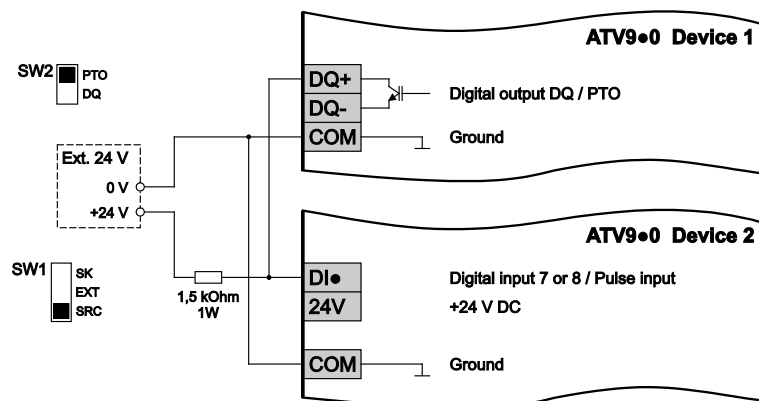 ATV9●0 Device 1
SW2
PTO
DQ
DQ+
DQ-
COM
Digital output DQ / PTO
Ground
Ext. 24 V
0 V
+24 V
ATV9●0 Device 2
SW1
SK
EXT
SRC
1,5 kOhm
1W
DI●
24V
COM
Digital input 7 or 8 / Pulse input
+24 V DC
Ground